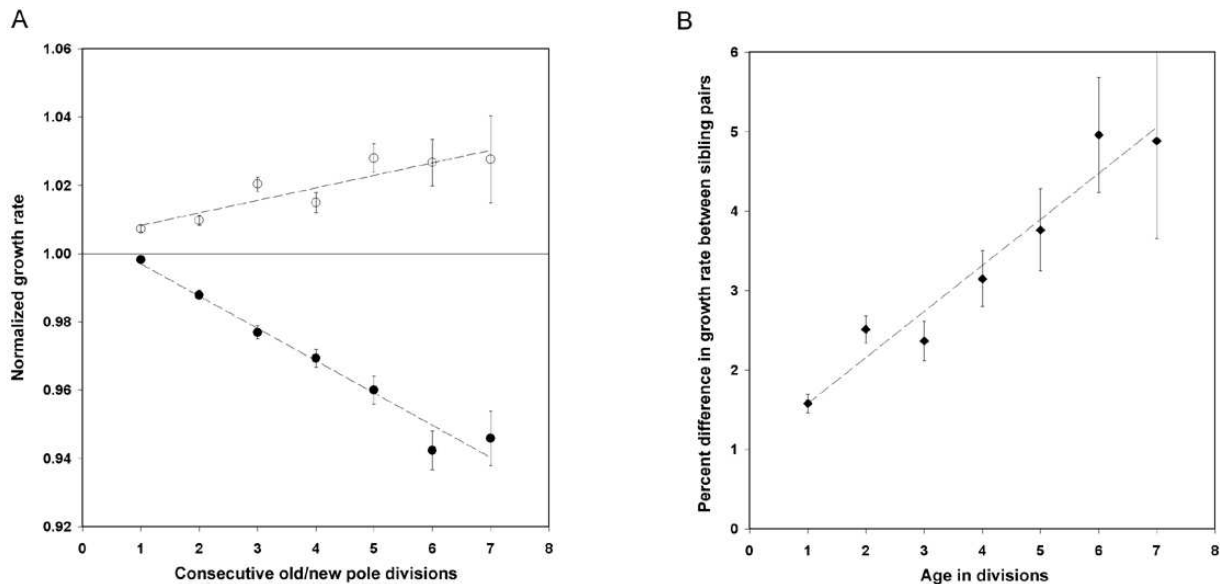 A
1.06
1.04
1.02
1.00
0.98
0.96
0.94
0.92
0 1 2 3 4 5 6 7 8
Normalized growth rate
Consecutive old/new pole divisions
B
6
5
4
3
2
1
0
0 1 2 3 4 5 6 7 8
Percent difference in growth rate between sibling pairs
Age in divisions